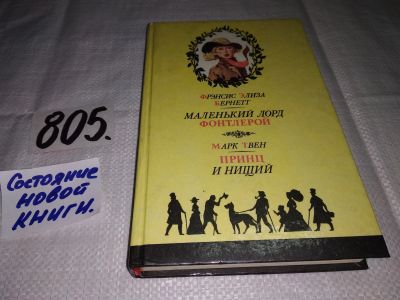 805.
Состояние
новой
книги.
Фрэнсис Элиза
Бернетт
МАЛЕНЬКИЙ ЛОРД
ФОНТЛЕРОЙ
Марк Твен
ПРИНЦ
И НИЩИЙ